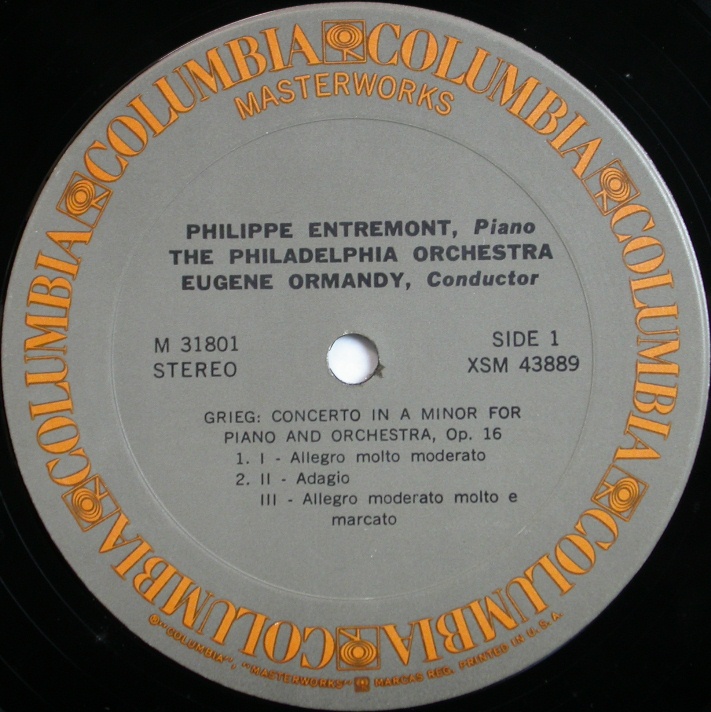 COLUMBIA COLUMBIA COLUMBIA COLUMBIA COLUMBIA COLUMBIA
MASTERWORKS
PHILIPPE ENTREMONT, Piano
THE PHILADELPHIA ORCHESTRA
EUGENE ORMANDY, Conductor
M 31801
STEREO
SIDE 1
XSM 43889
GRIEG: CONCERTO IN A MINOR FOR
PIANO AND ORCHESTRA, Op. 16
1. I - Allegro molto moderato
2. II - Adagio
III - Allegro moderato molto e
marcato
®"COLUMBIA", "MASTERWORKS" MARCAS REG. PRINTED IN U. S. A.